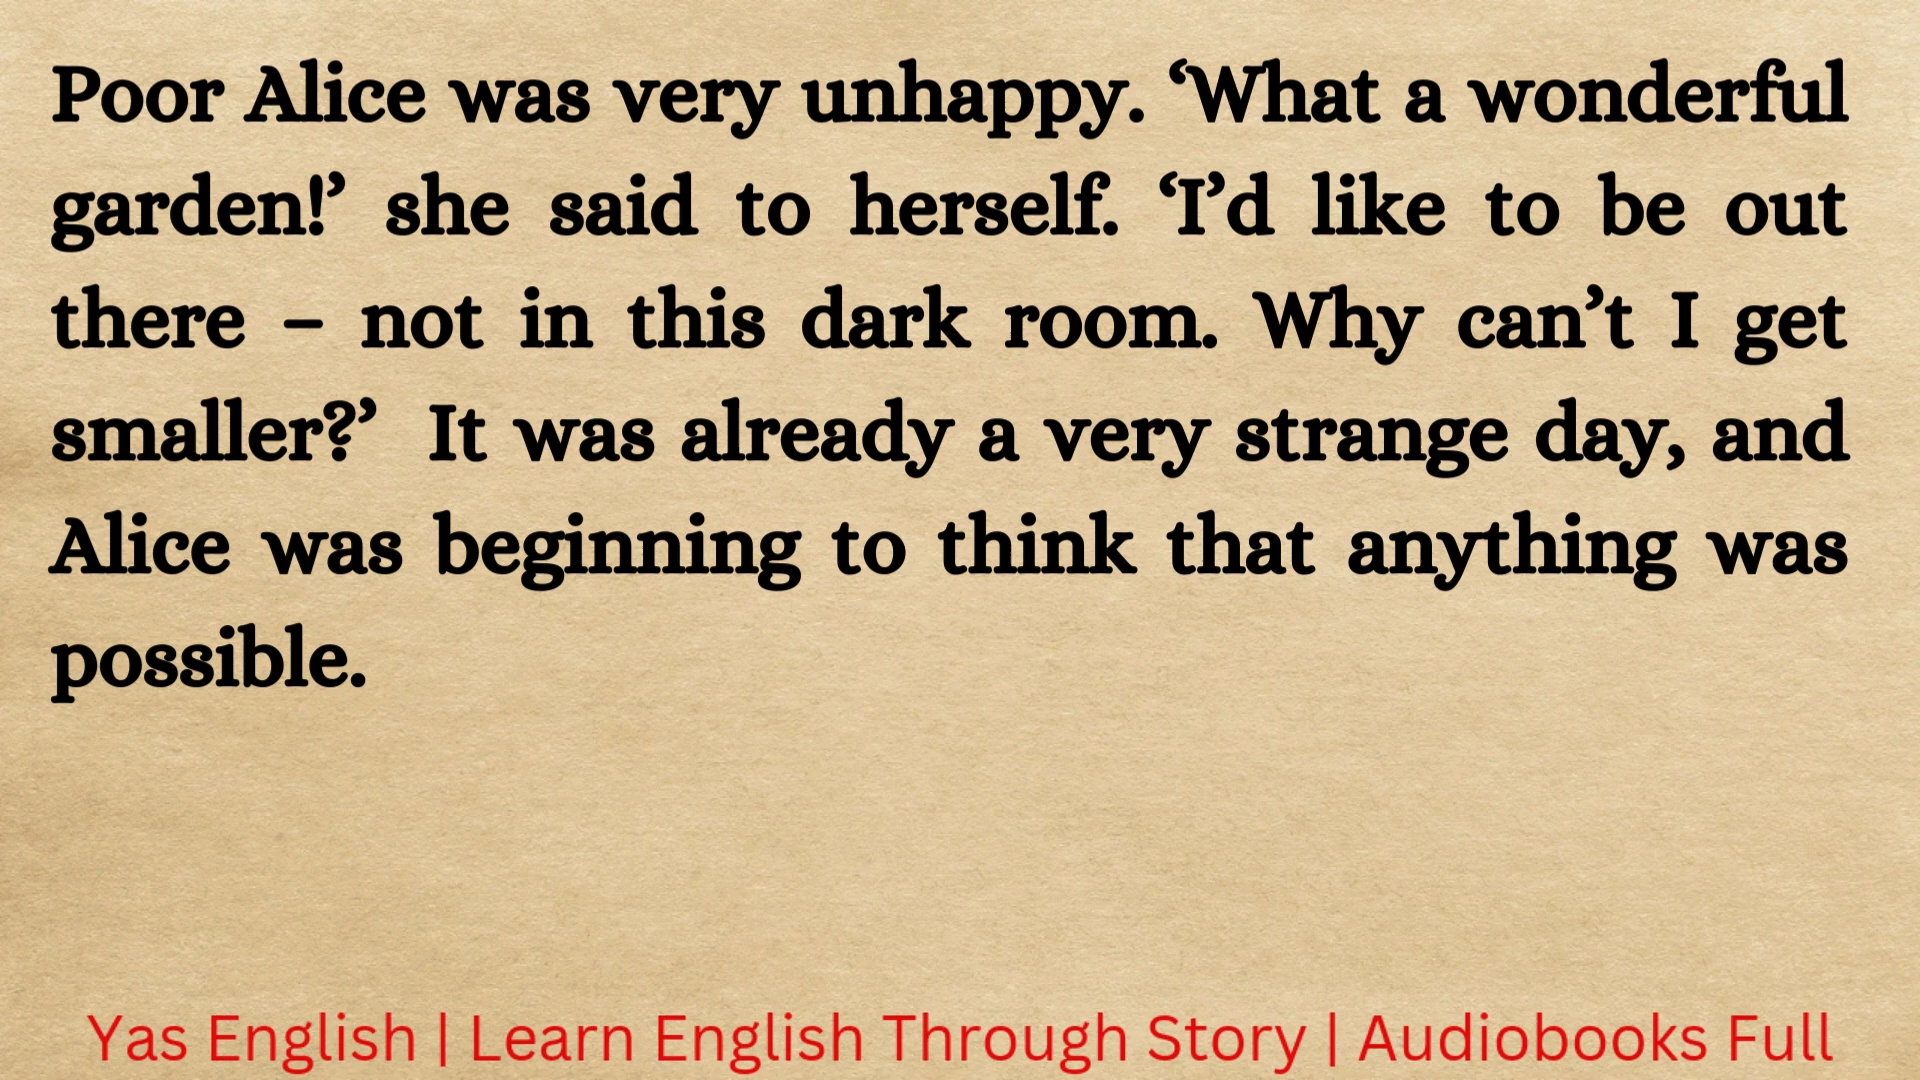 Poor Alice was very unhappy. ‘What a wonderful
garden!’ she said to herself. ‘I’d like to be out
there – not in this dark room. Why can’t I get
smaller?’ It was already a very strange day, and
Alice was beginning to think that anything was
possible.
Yas English | Learn English Through Story | Audiobooks Full